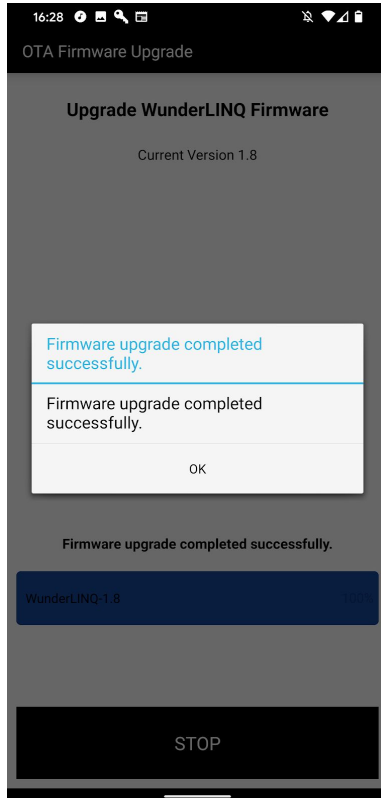 16:28
OTA Firmware Upgrade
Upgrade WunderLINQ Firmware
Current Version 1.8
Firmware upgrade completed
successfully.
Firmware upgrade completed
successfully.
OK
Firmware upgrade completed successfully.
WunderLINQ-1.8
100%
STOP